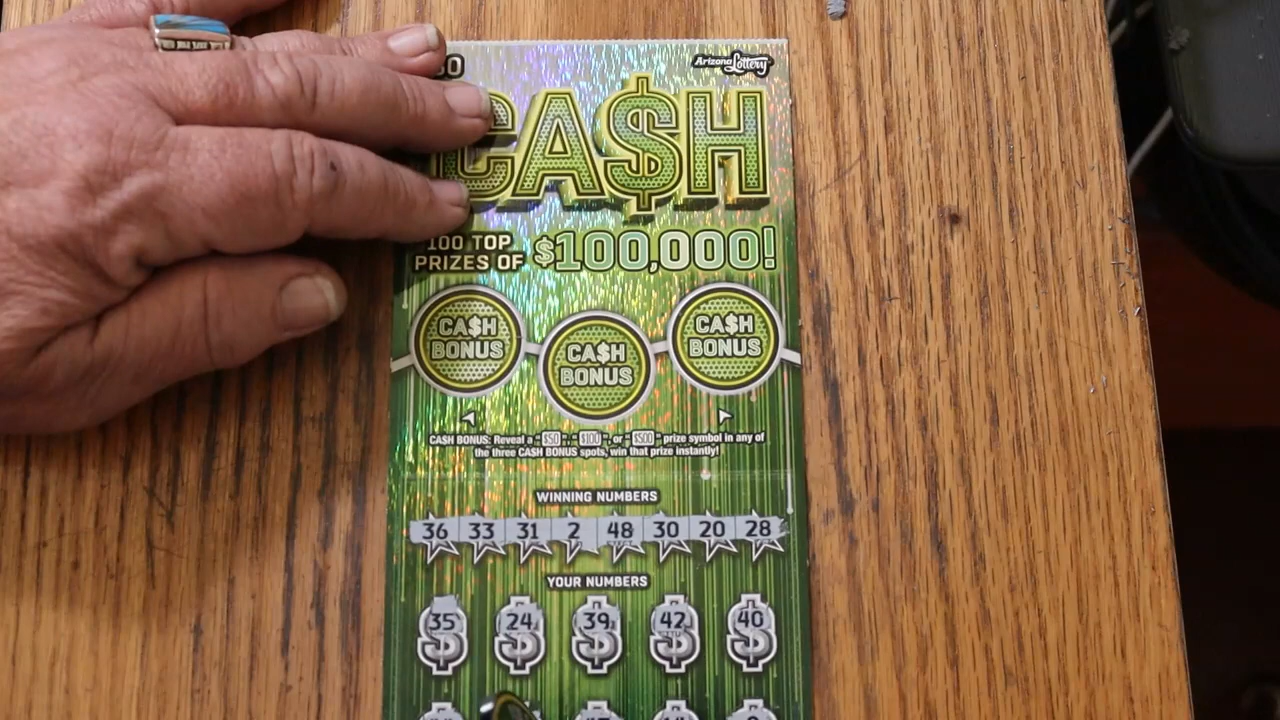 Arizona Lottery
CA$H
100 TOP
PRIZES OF $100,000!
CA$H
BONUS
CA$H
BONUS
CA$H
BONUS
CASH BONUS: Reveal a "$50", "$100", or "$500" prize symbol in any of
the three CASH BONUS spots, win that prize instantly!
WINNING NUMBERS
36 33 31 2 48 30 20 28
YOUR NUMBERS
35 24 39 42 40